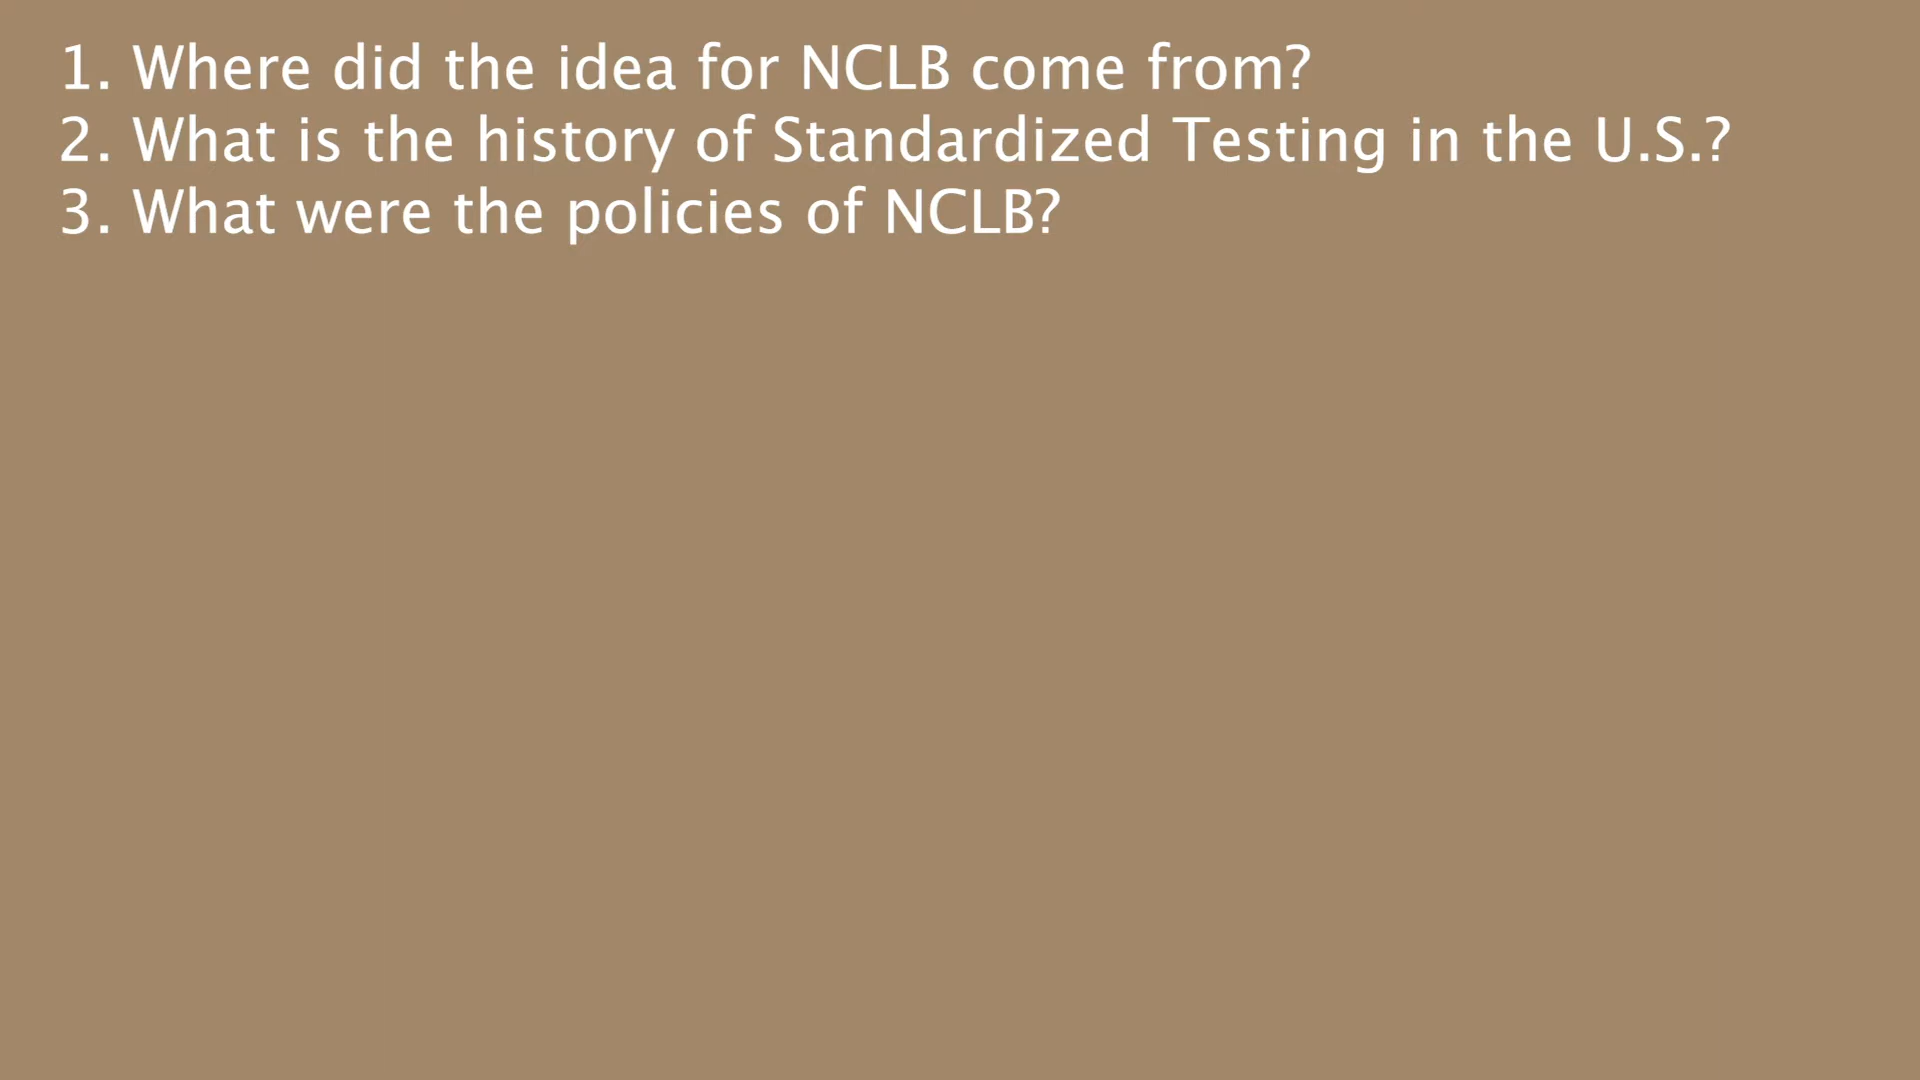 1. Where did the idea for NCLB come from?
2. What is the history of Standardized Testing in the U.S.?
3. What were the policies of NCLB?